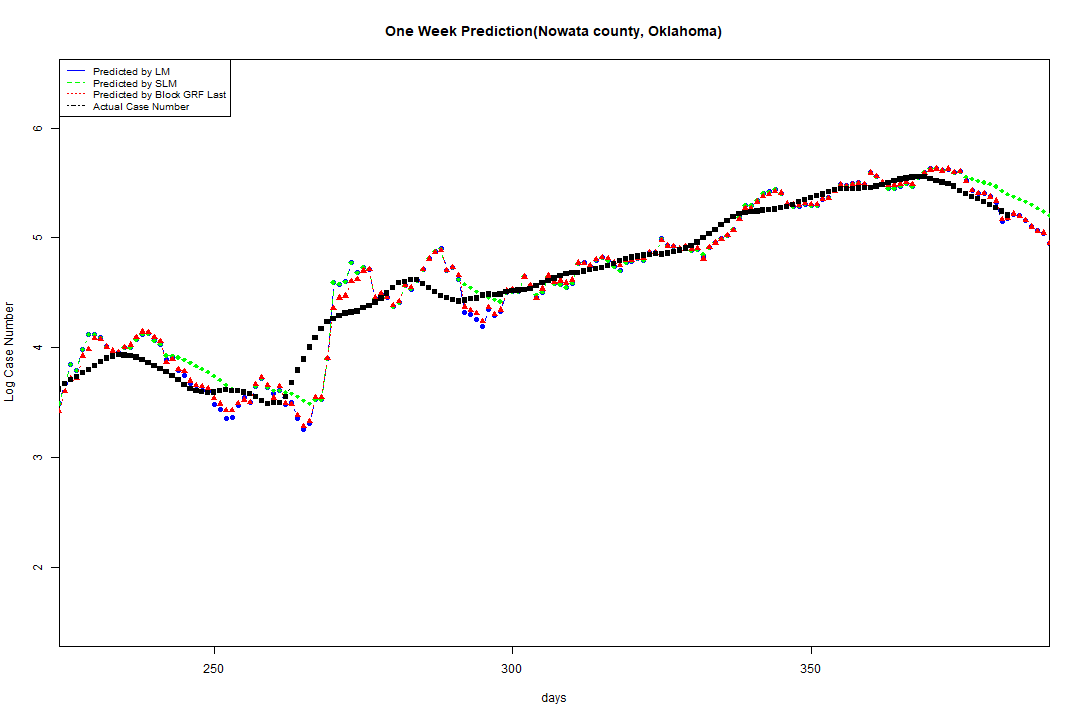 One Week Prediction(Nowata county, Oklahoma)
Predicted by LM
Predicted by SLM
Predicted by Block GRF Last
Actual Case Number
6
5
4
3
2
Log Case Number
250
300
350
days